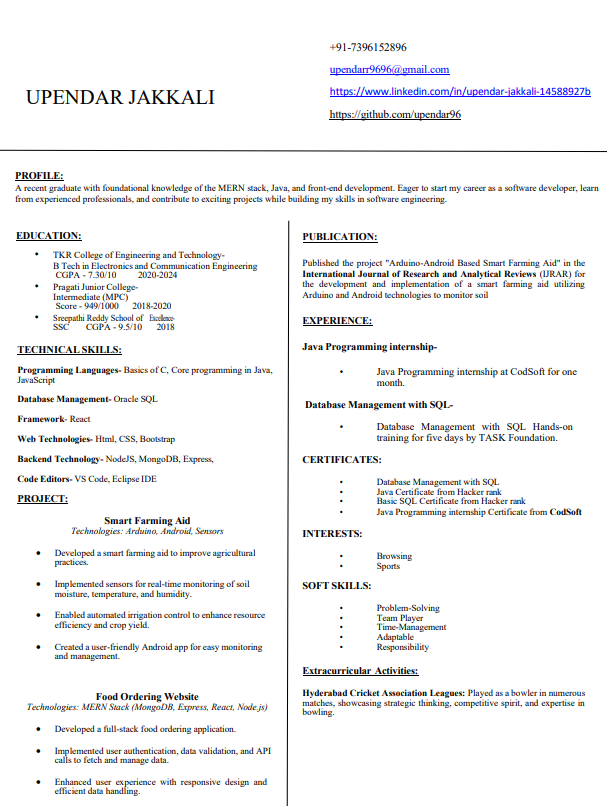 +91-7396152896
upendarr9696@gmail.com
UPENDAR JAKKALI
https://www.linkedin.com/in/upendar-jakkali-14588927b
https://github.com/upendar96
PROFILE:
A recent graduate with foundational knowledge of the MERN stack, Java, and front-end development. Eager to start my career as a software developer, learn
from experienced professionals, and contribute to exciting projects while building my skills in software engineering.
EDUCATION:
• TKR College of Engineering and Technology-
B Tech in Electronics and Communication Engineering
CGPA - 7.30/10 2020-2024
• Pragati Junior College-
Intermediate (MPC)
Score - 949/1000 2018-2020
• Sreepathi Reddy School of Excellence-
SSC CGPA - 9.5/10 2018
TECHNICAL SKILLS:
Programming Languages- Basics of C, Core programming in Java,
JavaScript
Database Management- Oracle SQL
Framework- React
Web Technologies- Html, CSS, Bootstrap
Backend Technology- NodeJS, MongoDB, Express,
Code Editors- VS Code, Eclipse IDE
PROJECT:
Smart Farming Aid
Technologies: Arduino, Android, Sensors
• Developed a smart farming aid to improve agricultural
practices.
• Implemented sensors for real-time monitoring of soil
moisture, temperature, and humidity.
• Enabled automated irrigation control to enhance resource
efficiency and crop yield.
• Created a user-friendly Android app for easy monitoring
and management.
Food Ordering Website
Technologies: MERN Stack (MongoDB, Express, React, Node.js)
• Developed a full-stack food ordering application.
• Implemented user authentication, data validation, and API
calls to fetch and manage data.
• Enhanced user experience with responsive design and
efficient data handling.
PUBLICATION:
Published the project "Arduino-Android Based Smart Farming Aid" in the
International Journal of Research and Analytical Reviews (IJRAR) for
the development and implementation of a smart farming aid utilizing
Arduino and Android technologies to monitor soil
EXPERIENCE:
Java Programming internship-
• Java Programming internship at CodSoft for one
month.
Database Management with SQL-
• Database Management with SQL Hands-on
training for five days by TASK Foundation.
CERTIFICATES:
• Database Management with SQL
• Java Certificate from Hacker rank
• Basic SQL Certificate from Hacker rank
• Java Programming internship Certificate from CodSoft
INTERESTS:
• Browsing
• Sports
SOFT SKILLS:
• Problem-Solving
• Team Player
• Time-Management
• Adaptable
• Responsibility
Extracurricular Activities:
Hyderabad Cricket Association Leagues: Played as a bowler in numerous
matches, showcasing strategic thinking, competitive spirit, and expertise in
bowling.